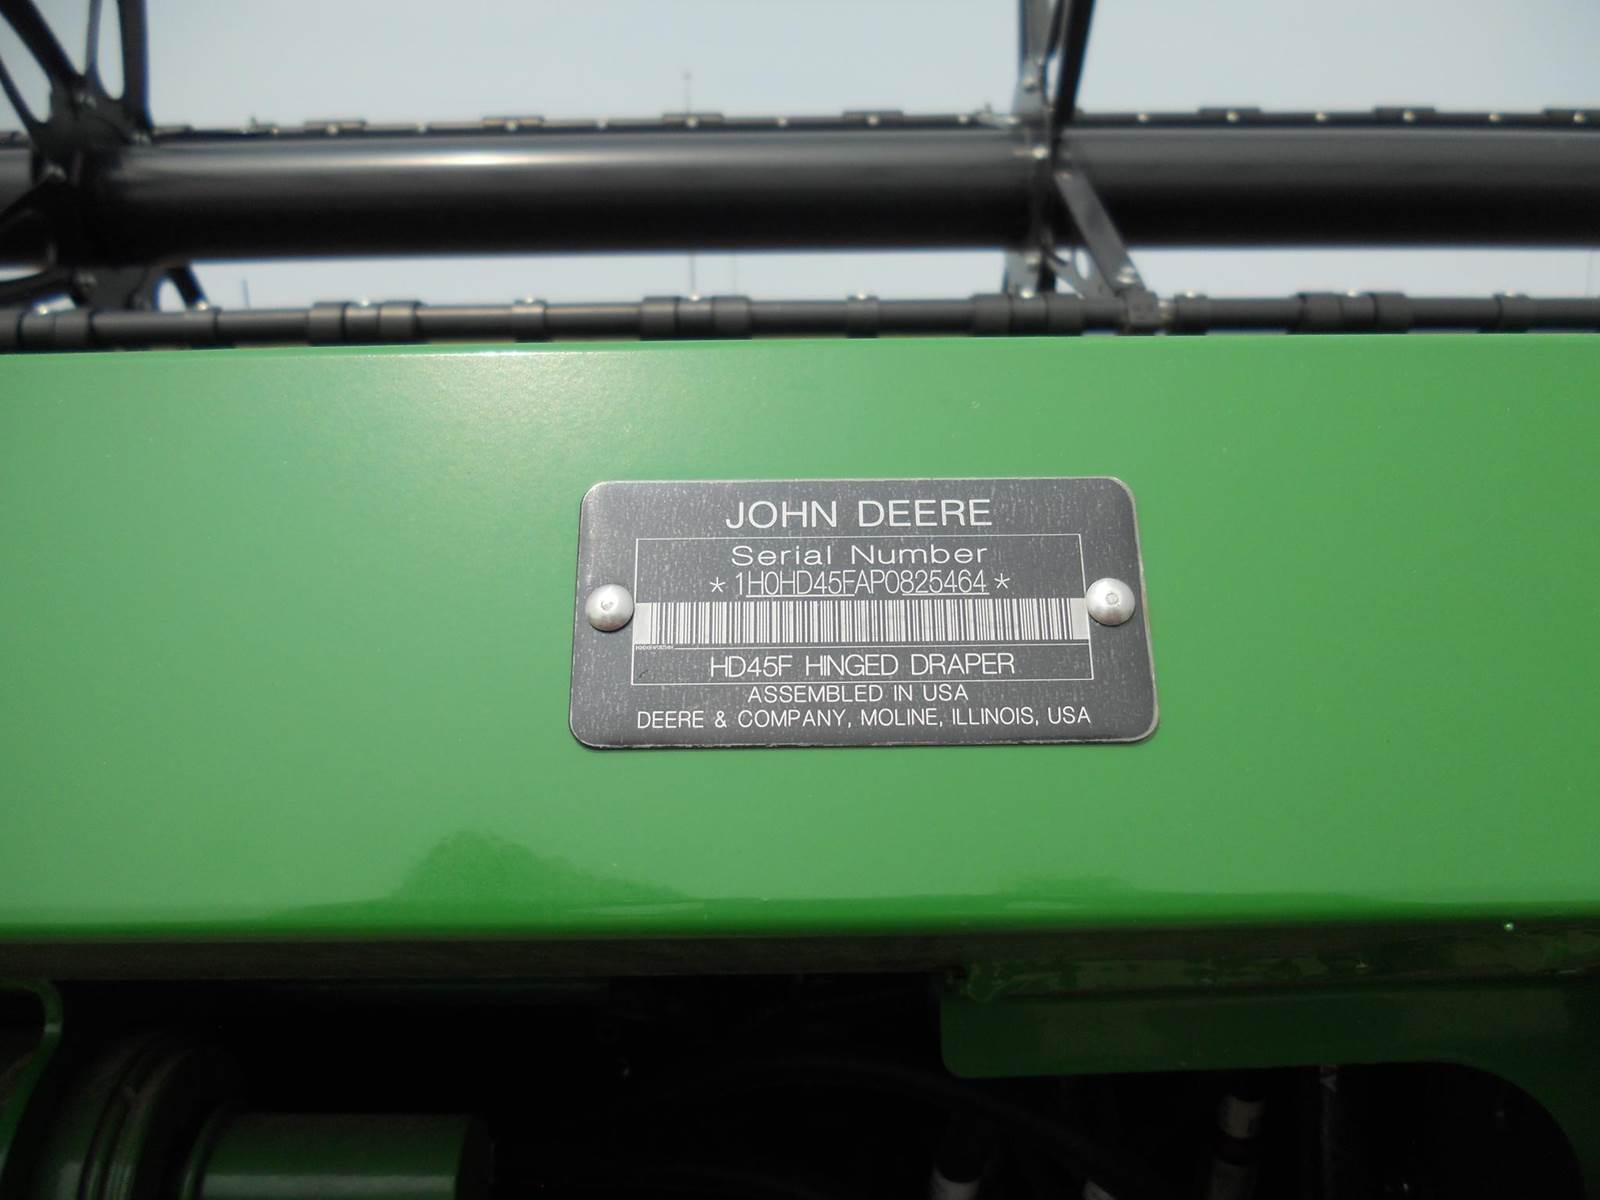 JOHN DEERE
Serial Number
*1H0HD45FAP0825464*
HD45F HINGED DRAPER
ASSEMBLED IN USA
DEERE & COMPANY, MOLINE, ILLINOIS, USA